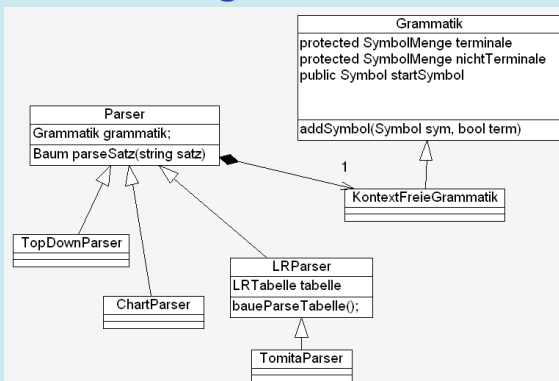 Grammatik
protected SymbolMenge terminale
protected SymbolMenge nichtTerminale
public Symbol startSymbol
addSymbol(Symbol sym, bool term)
Parser
Grammatik grammatik;
Baum parseSatz(string satz)
1
KontextFreieGrammatik
TopDownParser
LRParser
LRTabelle tabelle
baueParseTabelle();
ChartParser
TomitaParser